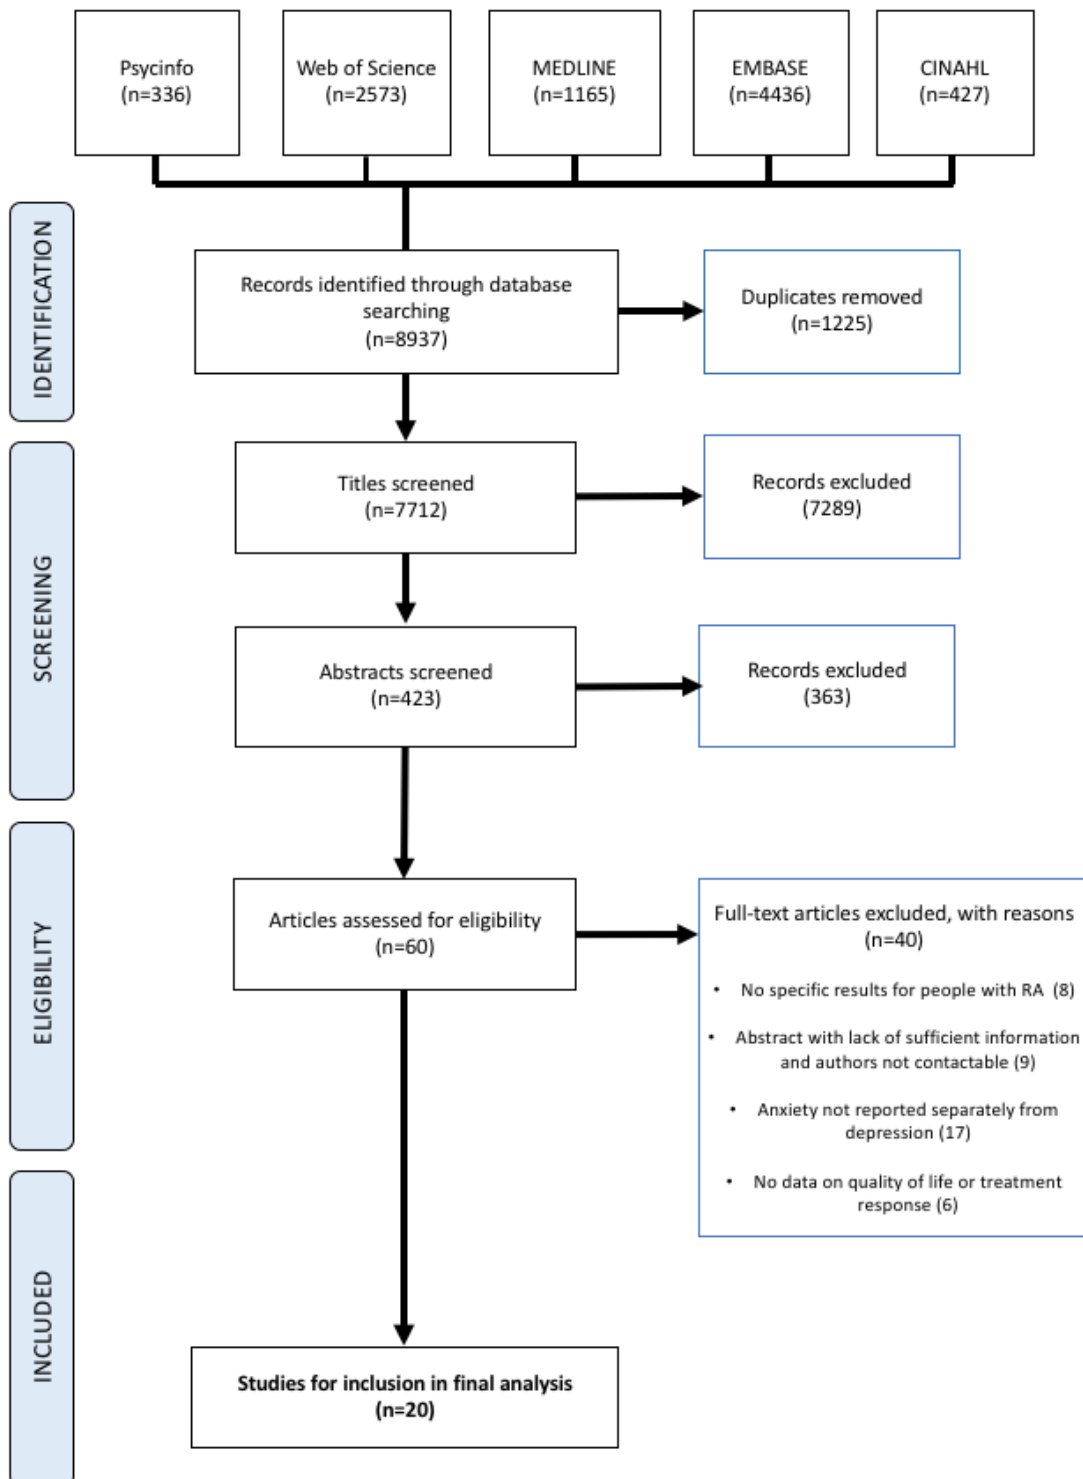 Psycinfo
(n=336)
Web of Science
(n=2573)
MEDLINE
(n=1165)
EMBASE
(n=4436)
CINAHL
(n=427)
IDENTIFICATION
Records identified through database
searching
(n=8937)
Duplicates removed
(n=1225)
SCREENING
Titles screened
(n=7712)
Records excluded
(7289)
Abstracts screened
(n=423)
Records excluded
(363)
ELIGIBILITY
Articles assessed for eligibility
(n=60)
Full-text articles excluded, with reasons
(n=40)
• No specific results for people with RA (8)
• Abstract with lack of sufficient information
and authors not contactable (9)
• Anxiety not reported separately from
depression (17)
• No data on quality of life or treatment
response (6)
INCLUDED
Studies for inclusion in final analysis
(n=20)